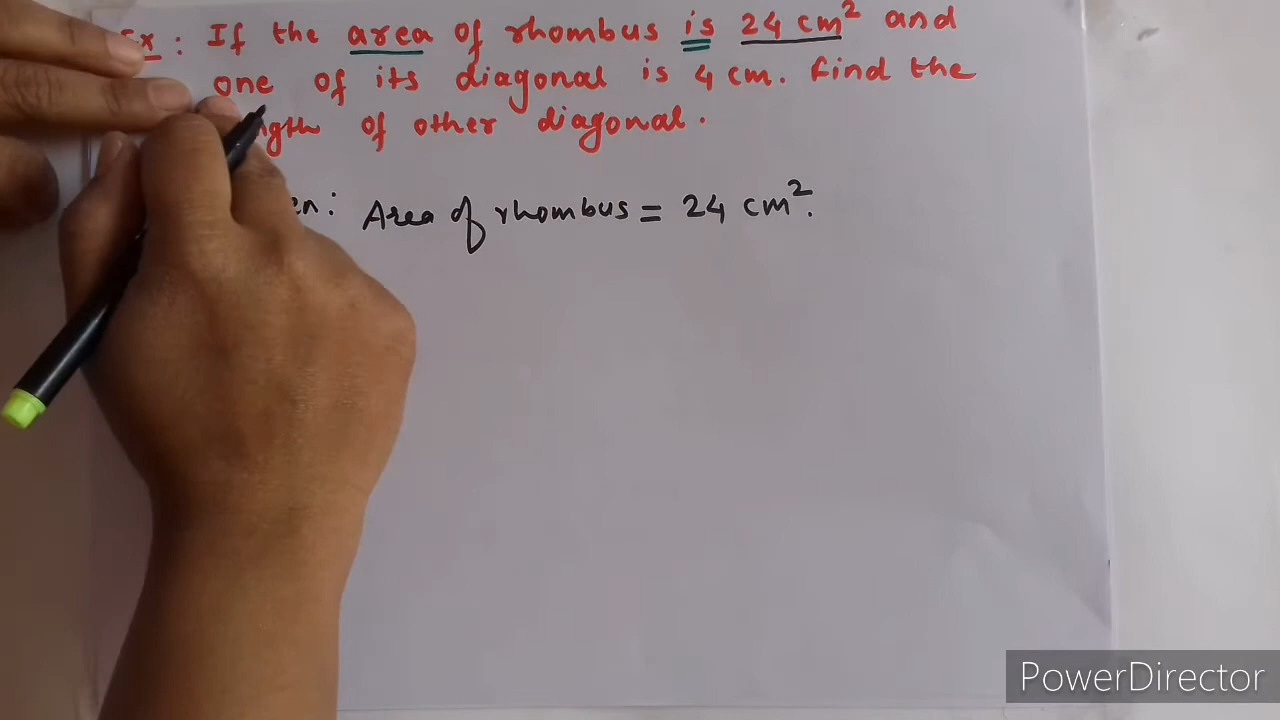 Ex : If the area of rhombus is 24 cm² and
one of its diagonal is 4 cm. Find the
of other diagonal.
Area of rhombus = 24 cm².
PowerDirector